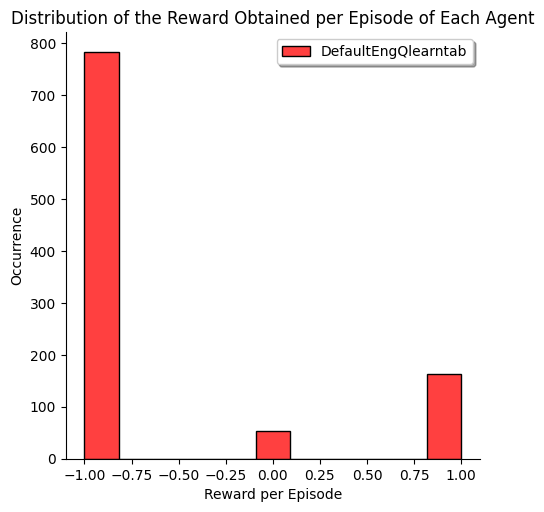 Distribution of the Reward Obtained per Episode of Each Agent
DefaultEngQlearntab
800
700
600
500
400
300
200
100
0
Occurrence
−1.00 −0.75 −0.50 −0.25 0.00 0.25 0.50 0.75 1.00
Reward per Episode